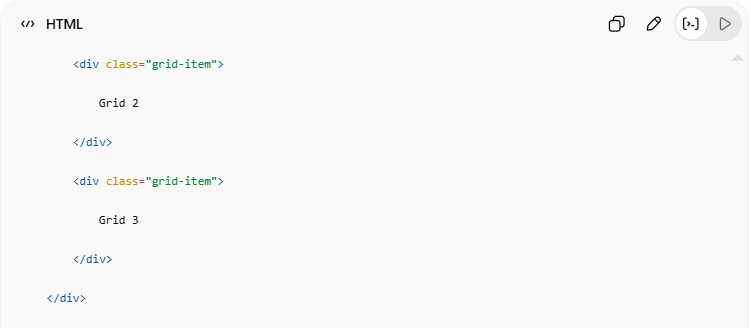 HTML
<div class="grid-item">
Grid 2
</div>
<div class="grid-item">
Grid 3
</div>
</div>